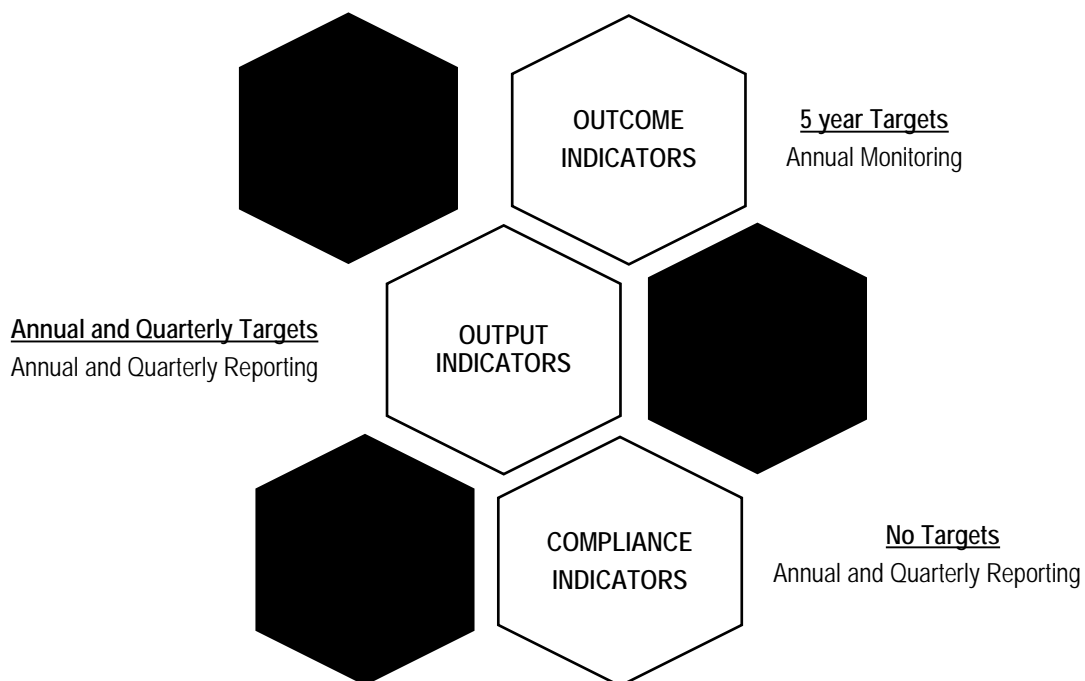 OUTCOME
INDICATORS
5 year Targets
Annual Monitoring
Annual and Quarterly Targets
Annual and Quarterly Reporting
OUTPUT
INDICATORS
COMPLIANCE
INDICATORS
No Targets
Annual and Quarterly Reporting